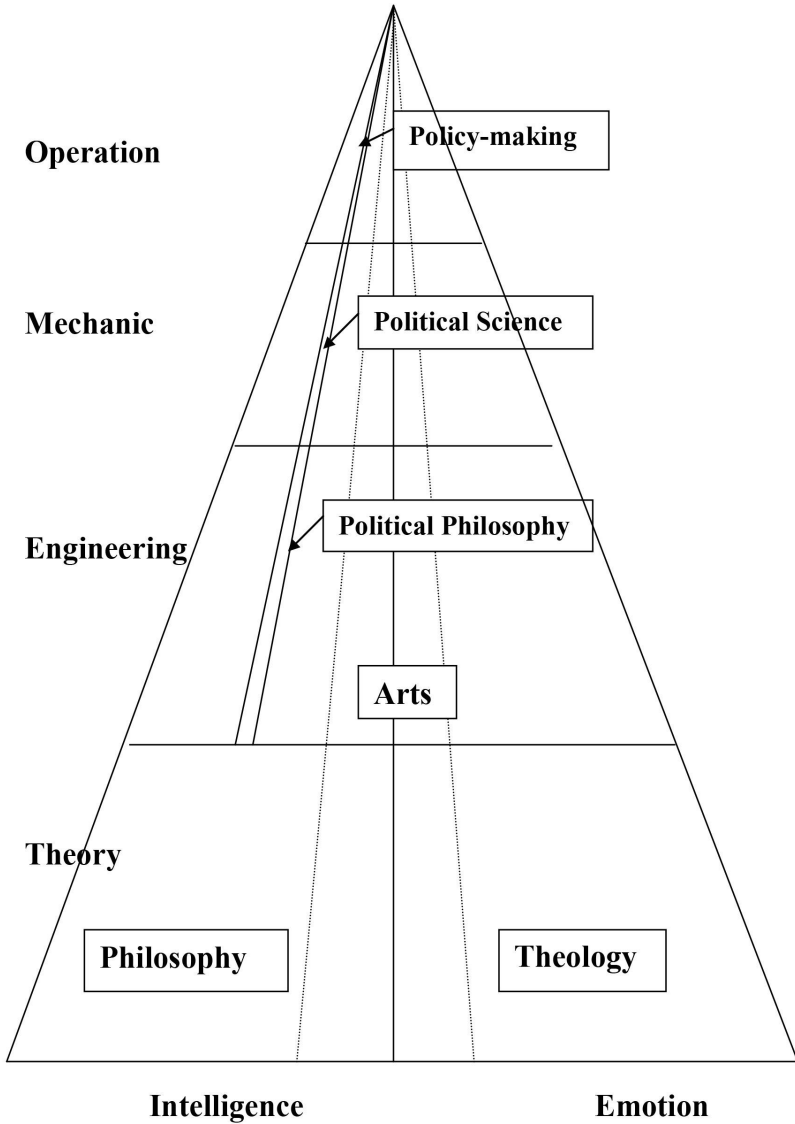 Policy-making
Operation
Political Science
Mechanic
Political Philosophy
Engineering
Arts
Theory
Philosophy
Theology
Intelligence
Emotion